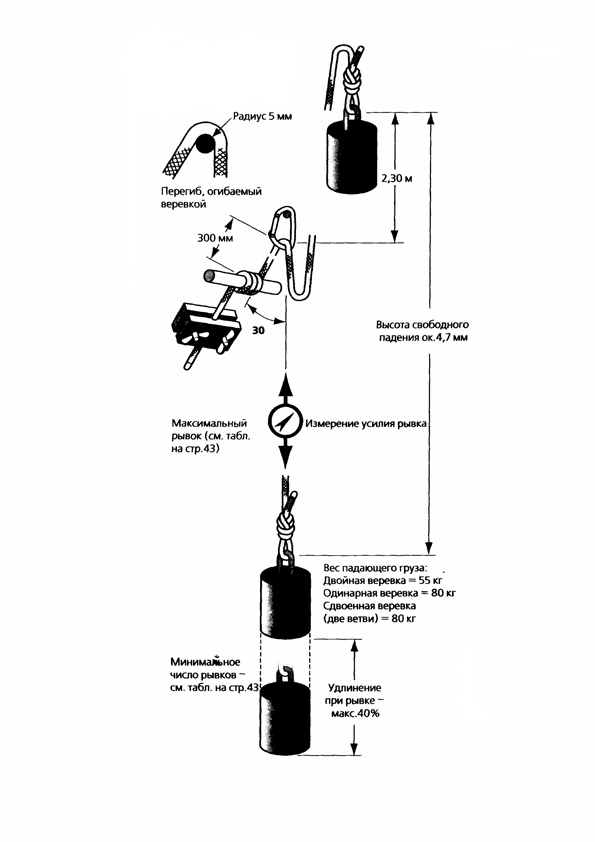 Радиус 5 мм
2,30 м
Перегиб, огибаемый
веревкой
300 мм
30
Высота свободного
падения ок.4,7 мм
Максимальный
рывок (см. табл.
на стр.43)
Измерение усилия рывка
Вес падающего груза:
Двойная веревка = 55 кг
Одинарная веревка = 80 кг
Сдвоенная веревка
(две ветви) = 80 кг
Минимальное
число рывков –
см. табл. на стр.43
Удлинение
при рывке –
макс.40%